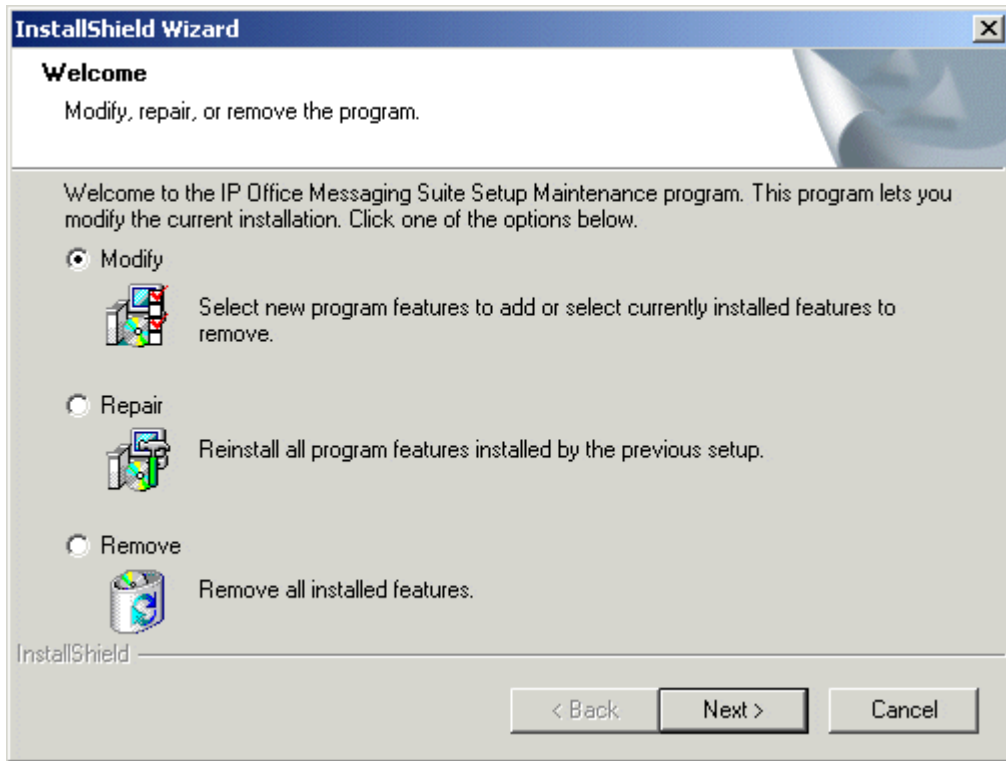 InstallShield Wizard
Welcome
Modify, repair, or remove the program.
Welcome to the IP Office Messaging Suite Setup Maintenance program. This program lets you
modify the current installation. Click one of the options below.
Modify
Select new program features to add or select currently installed features to
remove.
Repair
Reinstall all program features installed by the previous setup.
Remove
Remove all installed features.
InstallShield
< Back Next > Cancel